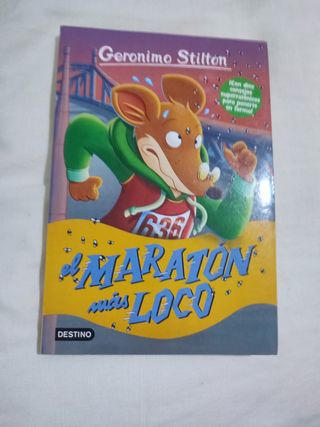 Geronimo Stilton
¡Con diez
consejos
superratónicos
para ponerte
en forma!
636
el MARATÓN
más LOCO
DESTINO